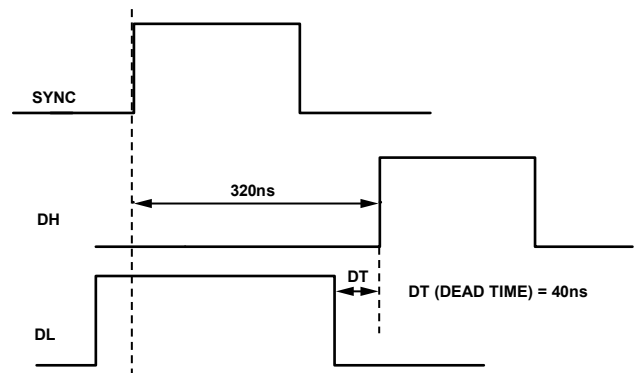 SYNC
320ns
DH
DT
DT (DEAD TIME) = 40ns
DL